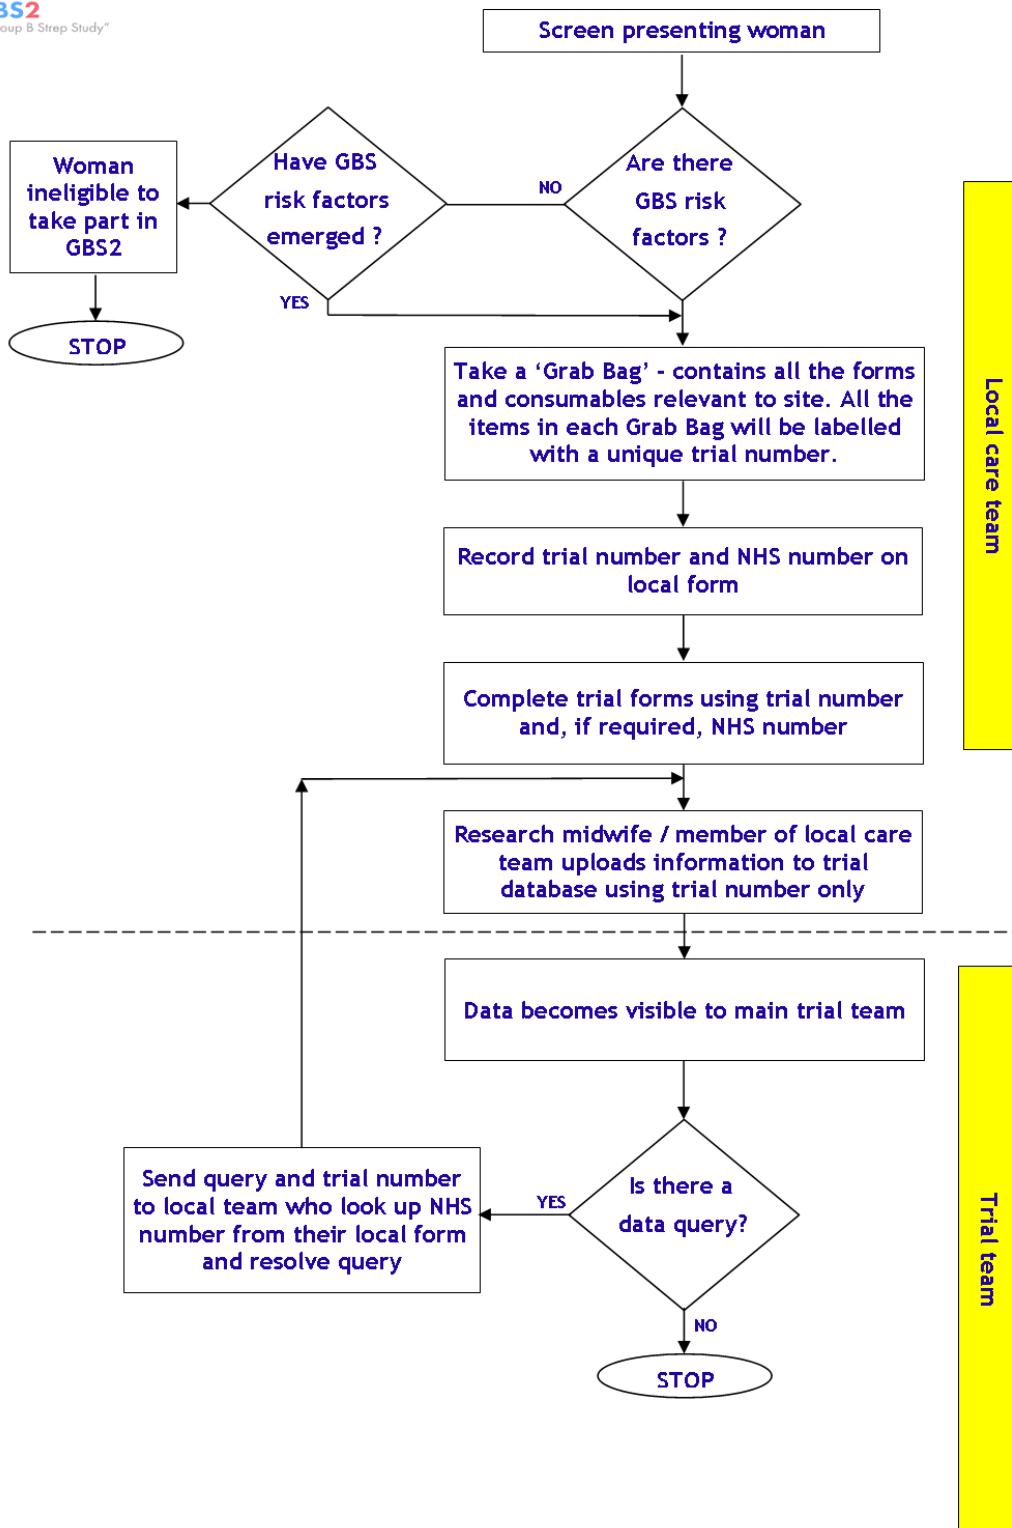 BS2
oup B Strep Study”
Screen presenting woman
Have GBS
risk factors
emerged ?
Are there
GBS risk
factors ?
NO
Woman
ineligible to
take part in
GBS2
YES
STOP
Take a ‘Grab Bag’ - contains all the forms
and consumables relevant to site. All the
items in each Grab Bag will be labelled
with a unique trial number.
Record trial number and NHS number on
local form
Complete trial forms using trial number
and, if required, NHS number
Research midwife / member of local care
team uploads information to trial
database using trial number only
Local care team
Data becomes visible to main trial team
Is there a
data query?
YES
Send query and trial number
to local team who look up NHS
number from their local form
and resolve query
NO
STOP
Trial team